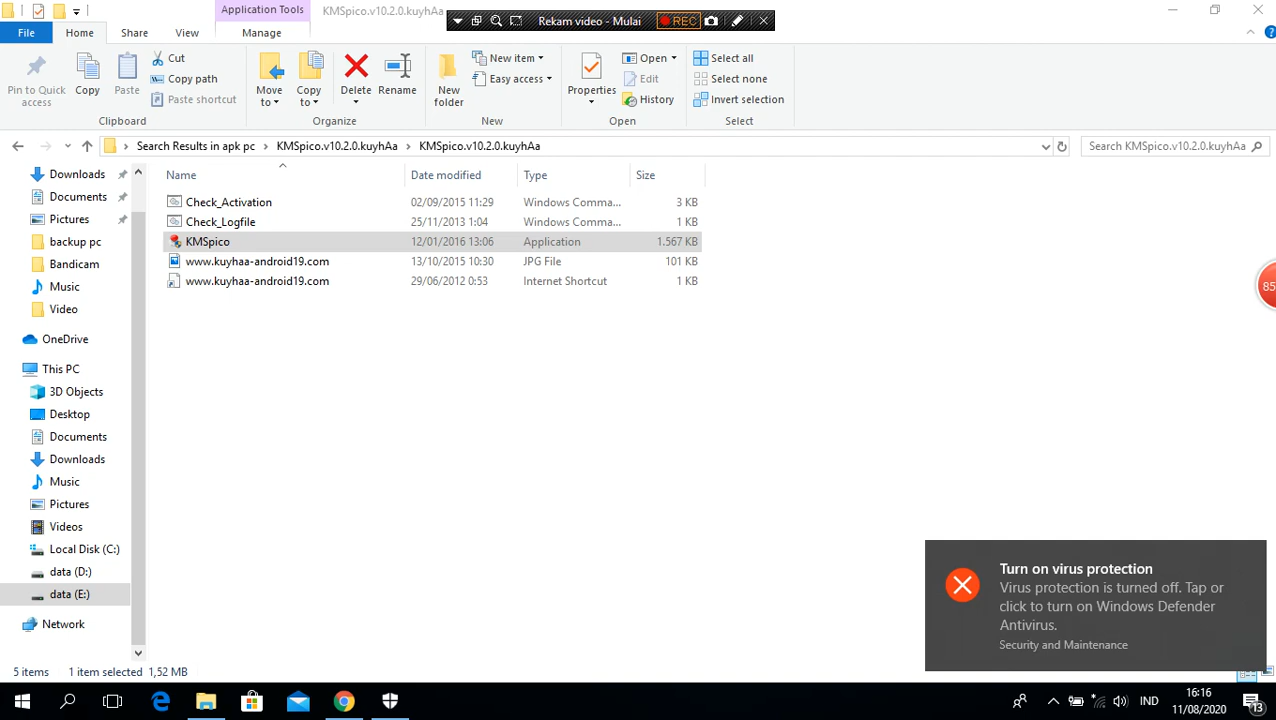 Application Tools
KMSpico.v10.2.0.kuyhAa
Rekam video - Mulai
REC
File
Home
Share
View
Manage
Pin to Quick access
Copy
Paste
Cut
Copy path
Paste shortcut
Clipboard
Move to
Copy to
Delete
Rename
Organize
New folder
New item
Easy access
New
Properties
Open
Edit
History
Open
Select all
Select none
Invert selection
Select
Search Results in apk pc
KMSpico.v10.2.0.kuyhAa
KMSpico.v10.2.0.kuyhAa
Search KMSpico.v10.2.0.kuyhAa
Name
Date modified
Type
Size
Check_Activation 02/09/2015 11:29 Windows Comma... 3 KB
Check_Logfile 25/11/2013 1:04 Windows Comma... 1 KB
KMSpico 12/01/2016 13:06 Application 1.567 KB
www.kuyhaa-android19.com 13/10/2015 10:30 JPG File 101 KB
www.kuyhaa-android19.com 29/06/2012 0:53 Internet Shortcut 1 KB
Downloads
Documents
Pictures
backup pc
Bandicam
Music
Video
OneDrive
This PC
3D Objects
Desktop
Documents
Downloads
Music
Pictures
Videos
Local Disk (C:)
data (D:)
data (E:)
Network
85
Turn on virus protection
Virus protection is turned off. Tap or
click to turn on Windows Defender
Antivirus.
Security and Maintenance
5 items
1 item selected 1,52 MB
IND
16:16
11/08/2020
13